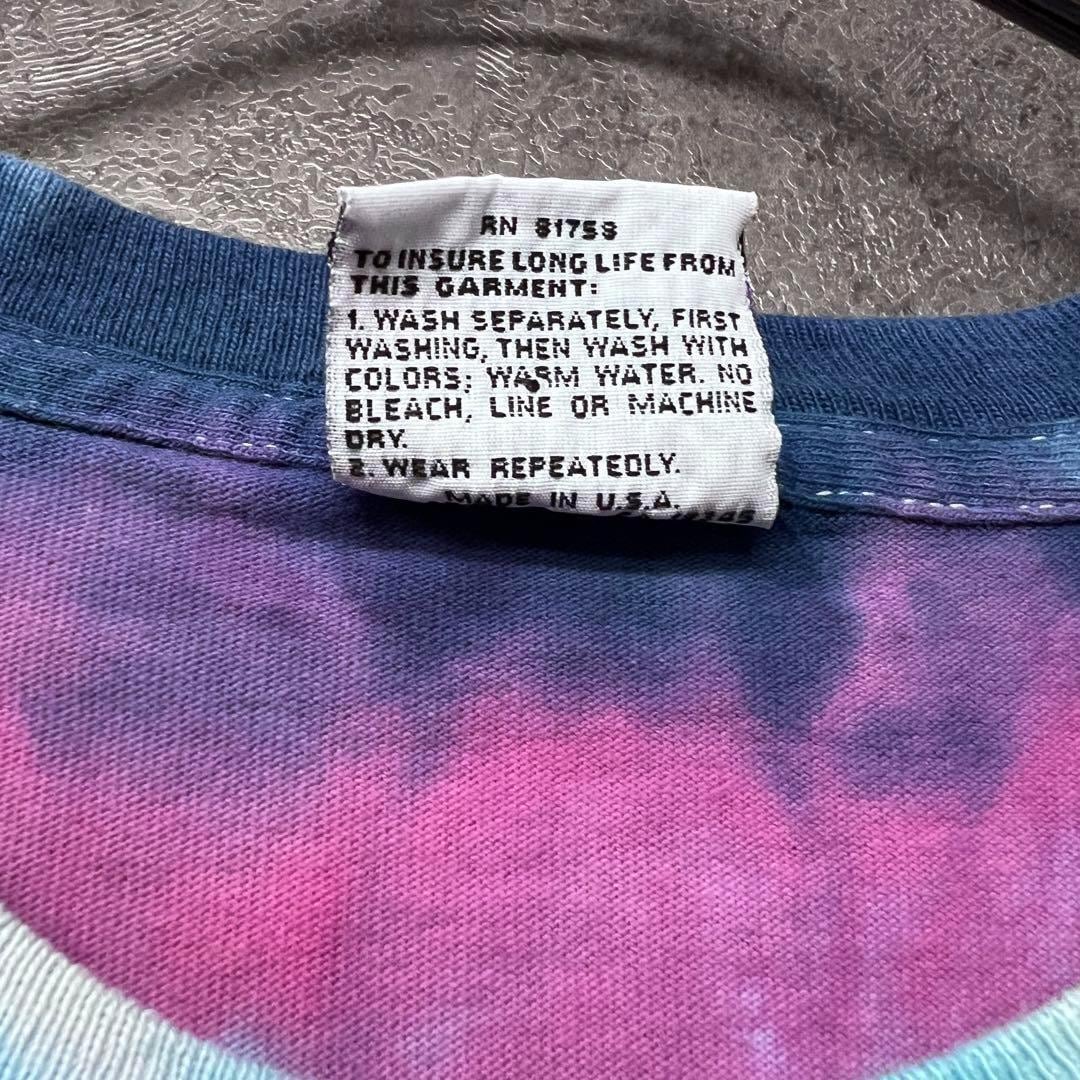 RN 81758
TO INSURE LONG LIFE FROM
THIS GARMENT:
1. WASH SEPARATELY, FIRST
WASHING, THEN WASH WITH
COLORS; WARM WATER. NO
BLEACH, LINE OR MACHINE
DRY.
2. WEAR REPEATEDLY.
MADE IN U.S.A.